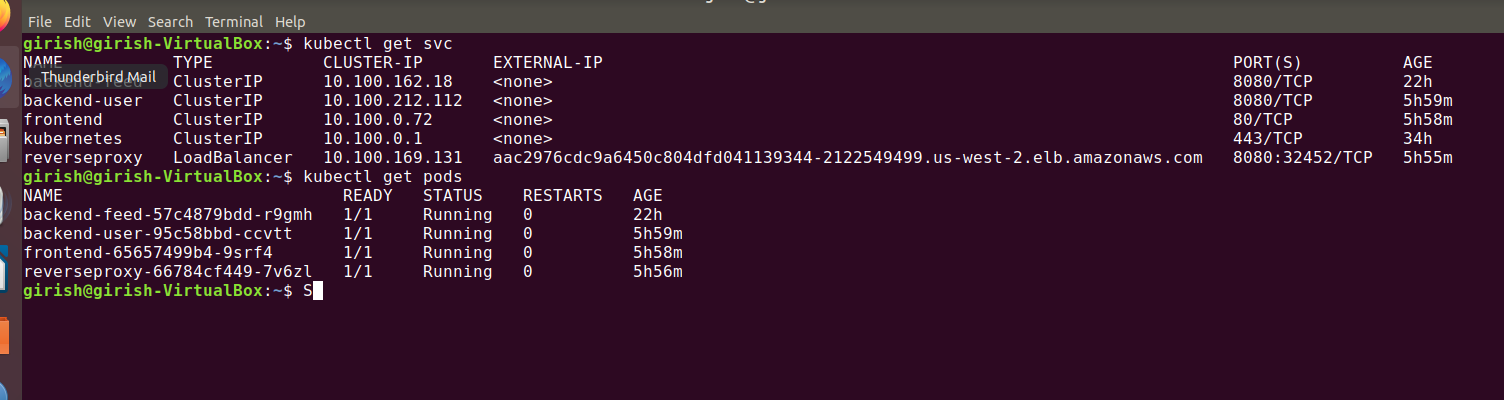 File Edit View Search Terminal Help
girish@girish-VirtualBox:~$ kubectl get svc
NAME TYPE CLUSTER-IP EXTERNAL-IP PORT(S) AGE
Thunderbird Mail
backend-feed ClusterIP 10.100.162.18 <none> 8080/TCP 22h
backend-user ClusterIP 10.100.212.112 <none> 8080/TCP 5h59m
frontend ClusterIP 10.100.0.72 <none> 80/TCP 5h58m
kubernetes ClusterIP 10.100.0.1 <none> 443/TCP 34h
reverseproxy LoadBalancer 10.100.169.131 aac2976cdc9a6450c804dfd041139344-2122549499.us-west-2.elb.amazonaws.com 8080:32452/TCP 5h55m
girish@girish-VirtualBox:~$ kubectl get pods
NAME READY STATUS RESTARTS AGE
backend-feed-57c4879bdd-r9gmh 1/1 Running 0 22h
backend-user-95c58bbd-ccvtt 1/1 Running 0 5h59m
frontend-65657499b4-9srf4 1/1 Running 0 5h58m
reverseproxy-66784cf449-7v6zl 1/1 Running 0 5h56m
girish@girish-VirtualBox:~$ S